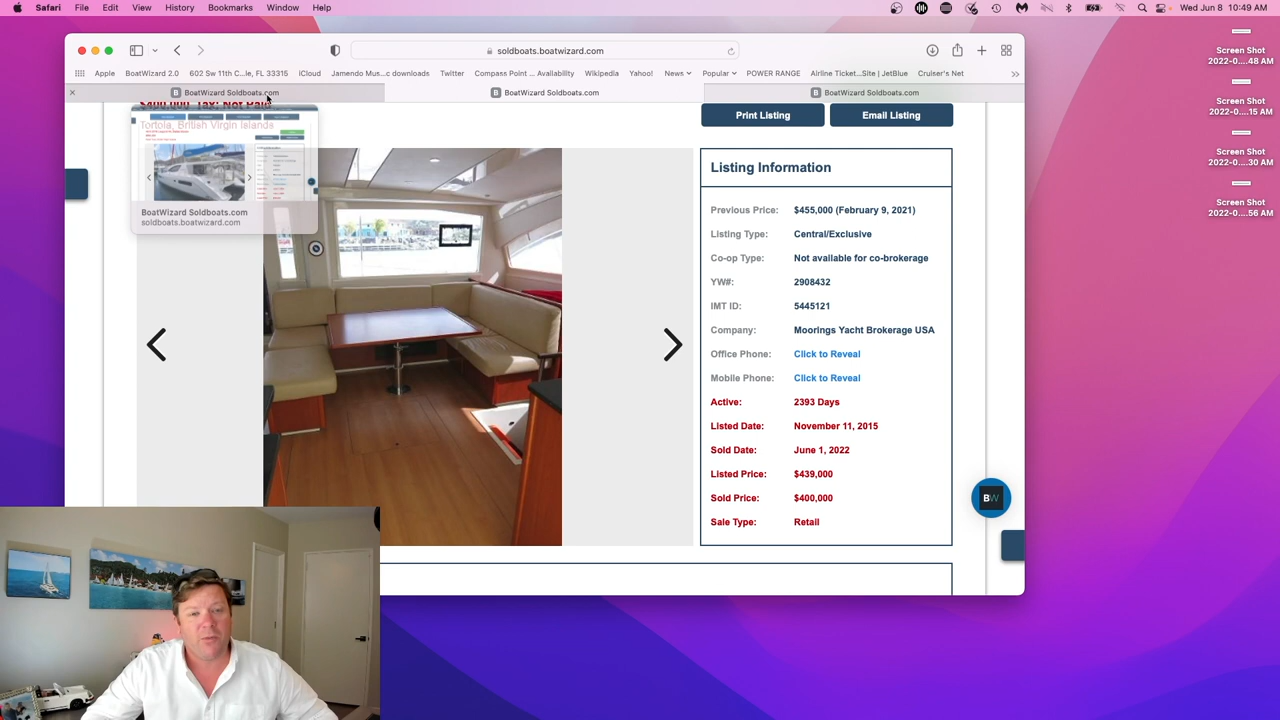 Safari File Edit View History Bookmarks Window Help Wed Jun 8 10:49 AM
soldboats.boatwizard.com
Apple BoatWizard 2.0 602 Sw 11th C...le, FL 33315 iCloud Jamendo Mus...c downloads Twitter Compass Point ... Availability Wikipedia Yahoo! News Popular POWER RANGE Airline Ticket...Site | JetBlue Cruiser's Net
BoatWizard Soldboats.com BoatWizard Soldboats.com BoatWizard Soldboats.com
$400,000 Tax: Not Paid
Tortola, British Virgin Islands
BoatWizard Soldboats.com
soldboats.boatwizard.com
Print Listing Email Listing
Listing Information
Previous Price: $455,000 (February 9, 2021)
Listing Type: Central/Exclusive
Co-op Type: Not available for co-brokerage
YW#: 2908432
IMT ID: 5445121
Company: Moorings Yacht Brokerage USA
Office Phone: Click to Reveal
Mobile Phone: Click to Reveal
Active: 2393 Days
Listed Date: November 11, 2015
Sold Date: June 1, 2022
Listed Price: $439,000
Sold Price: $400,000
Sale Type: Retail
BW
Screen Shot
2022-0....48 AM
Screen Shot
2022-0....15 AM
Screen Shot
2022-0....30 AM
Screen Shot
2022-0....56 AM